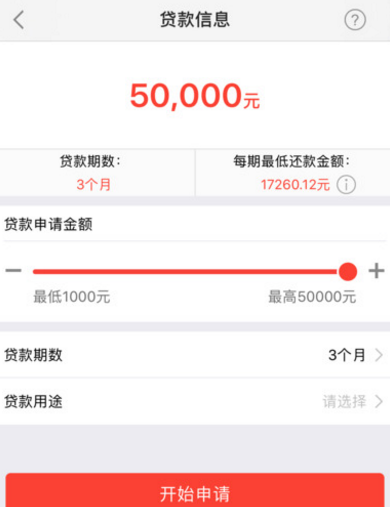 贷款信息
?
50,000元
贷款期数:
3个月
每期最低还款金额:
17260.12元
贷款申请金额
最低1000元
最高50000元
贷款期数
3个月
贷款用途
请选择
开始申请